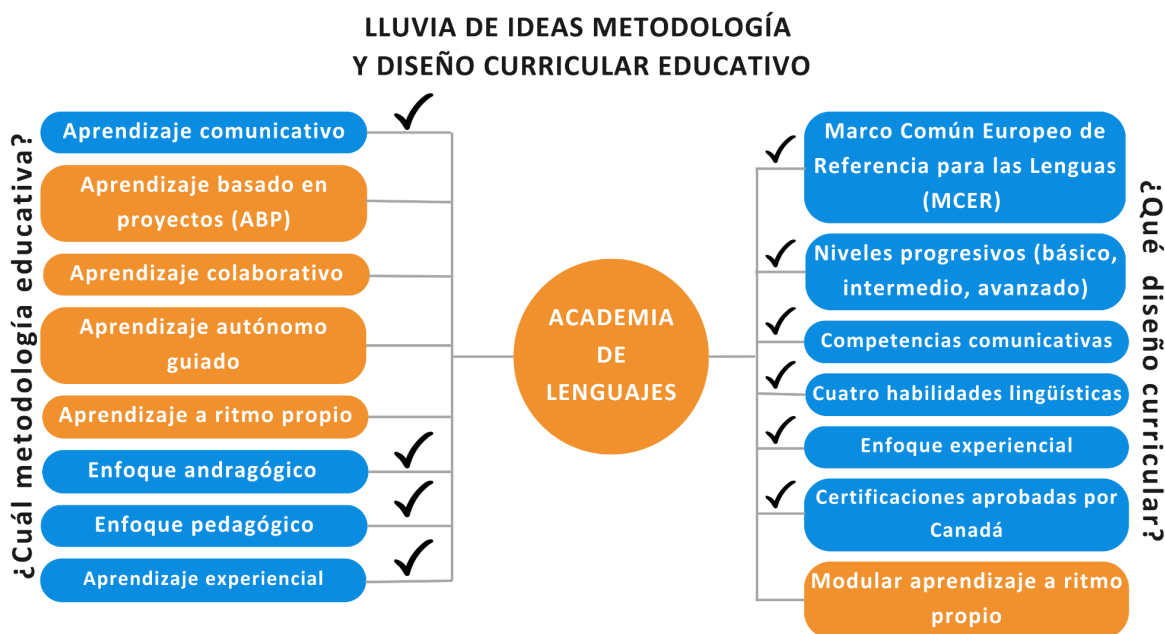 LLUVIA DE IDEAS METODOLOGÍA
Y DISEÑO CURRICULAR EDUCATIVO
¿Cuál metodología educativa?
Aprendizaje comunicativo
Aprendizaje basado en
proyectos (ABP)
Aprendizaje colaborativo
Aprendizaje autónomo
guiado
Aprendizaje a ritmo propio
Enfoque andragógico
Enfoque pedagógico
Aprendizaje experiencial
ACADEMIA
DE
LENGUAJES
Marco Común Europeo de
Referencia para las Lenguas
(MCER)
Niveles progresivos (básico,
intermedio, avanzado)
Competencias comunicativas
Cuatro habilidades lingüísticas
Enfoque experiencial
Certificaciones aprobadas por
Canadá
Modular aprendizaje a ritmo
propio
¿Qué diseño curricular?